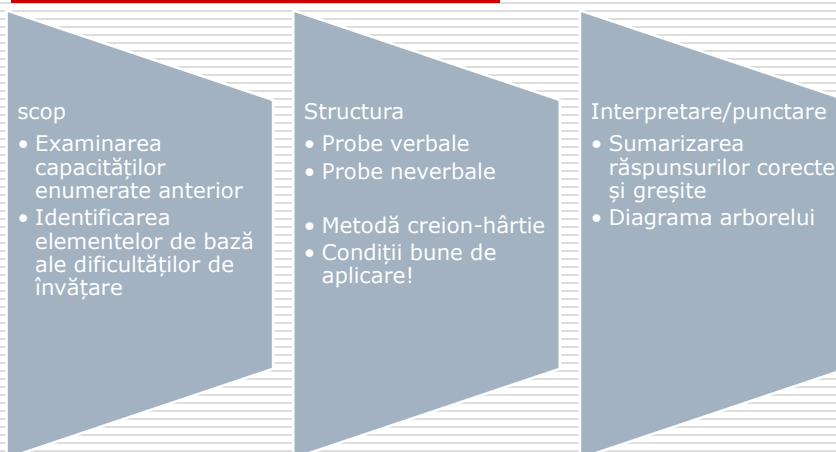 scop
• Examinarea
capacităților
enumerate anterior
• Identificarea
elementelor de bază
ale dificultăților de
învățare
Structura
• Probe verbale
• Probe neverbale
• Metodă creion-hârtie
• Condiții bune de
aplicare!
Interpretare/punctare
• Sumarizarea
răspunsurilor corecte
și greșite
• Diagrama arborelui